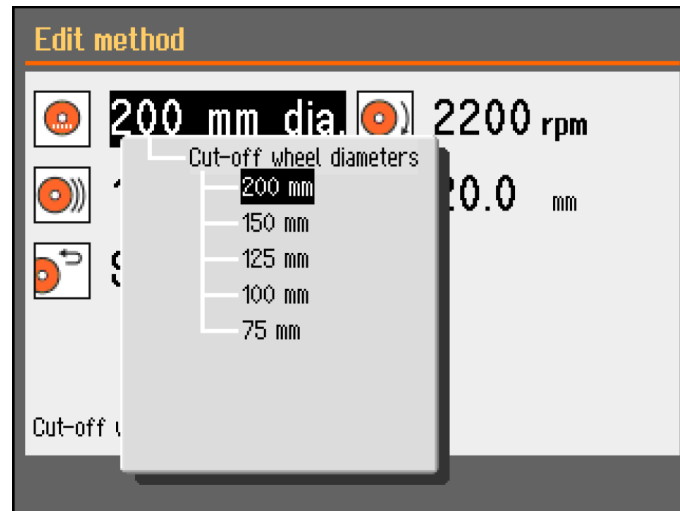 Edit method
200 mm dia. 2200 rpm
Cut-off wheel diameters
200 mm
0.0 mm
150 mm
125 mm
100 mm
75 mm
Cut-off